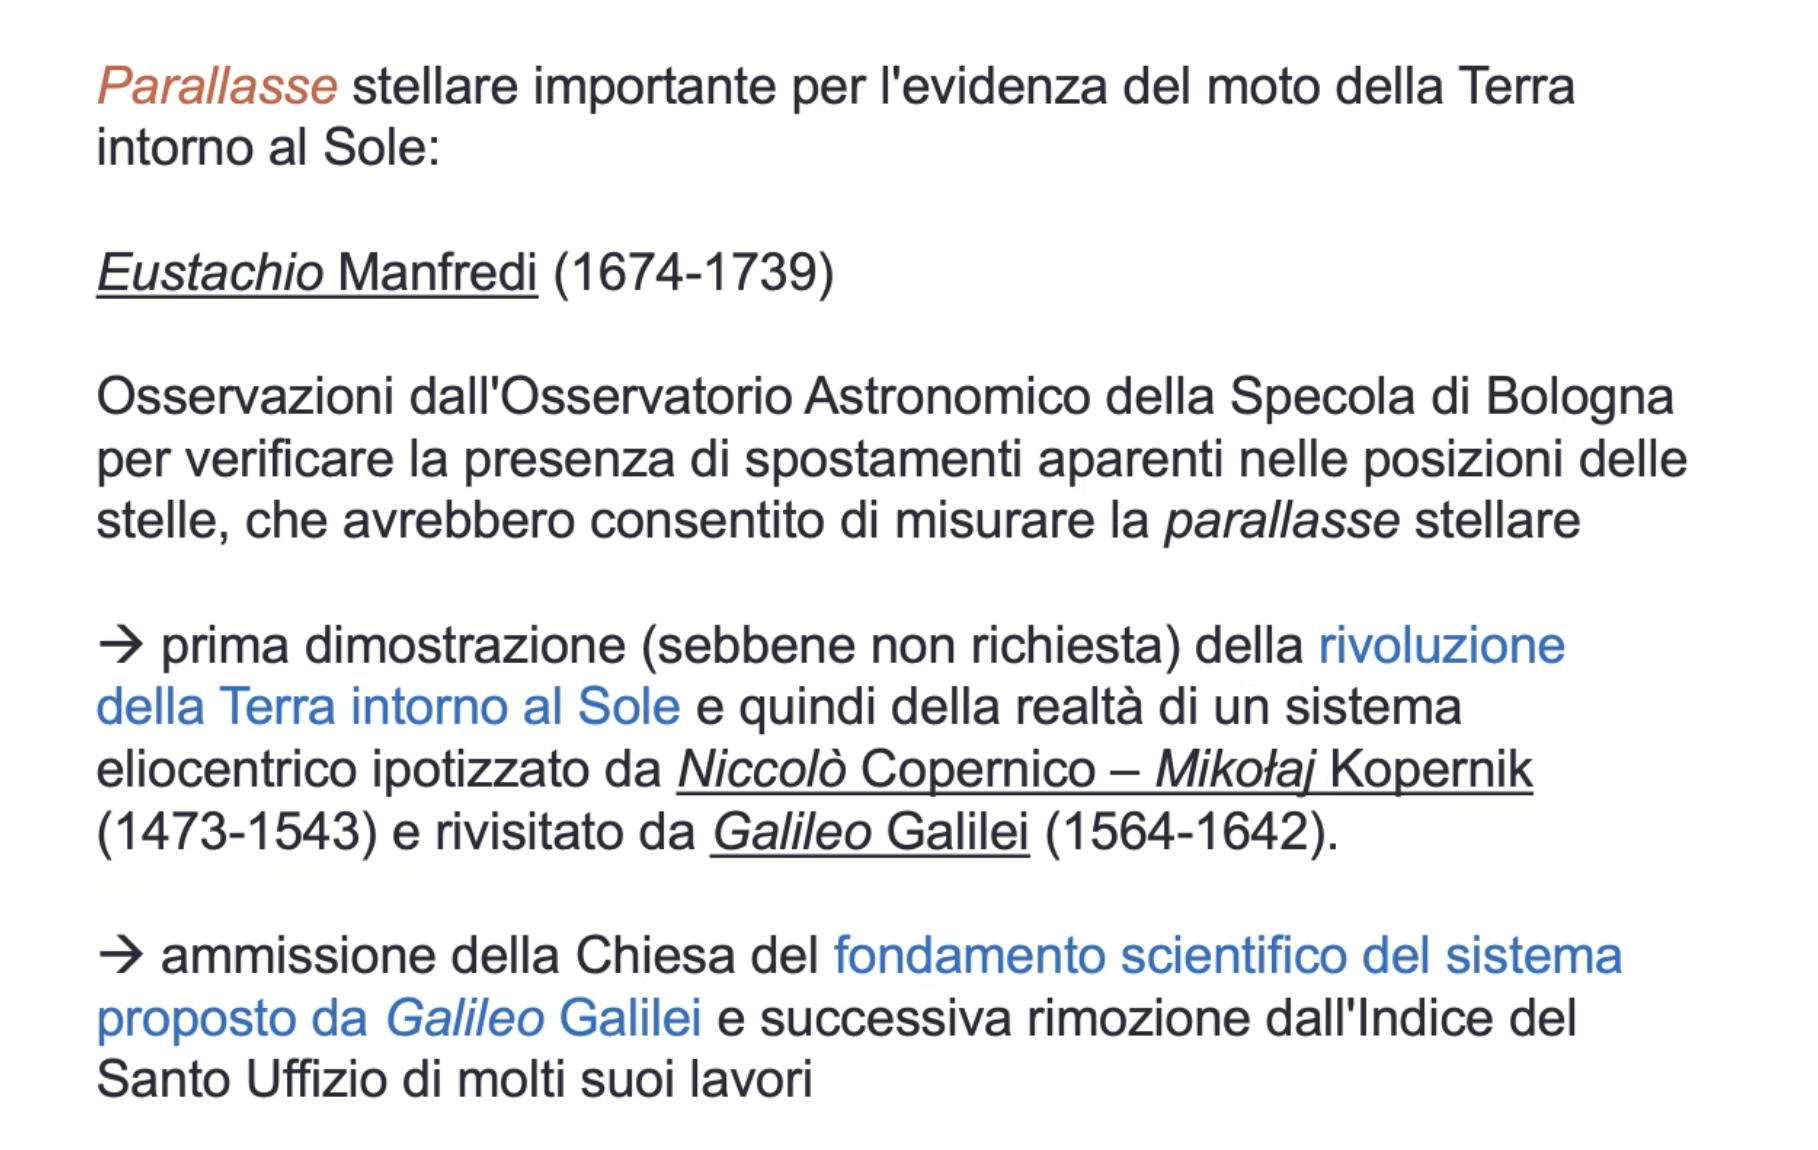 Parallasse stellare importante per l'evidenza del moto della Terra
intorno al Sole:
Eustachio Manfredi (1674-1739)
Osservazioni dall'Osservatorio Astronomico della Specola di Bologna
per verificare la presenza di spostamenti aparenti nelle posizioni delle
stelle, che avrebbero consentito di misurare la parallasse stellare
→ prima dimostrazione (sebbene non richiesta) della rivoluzione
della Terra intorno al Sole e quindi della realtà di un sistema
eliocentrico ipotizzato da Niccolò Copernico – Mikołaj Kopernik
(1473-1543) e rivisitato da Galileo Galilei (1564-1642).
→ ammissione della Chiesa del fondamento scientifico del sistema
proposto da Galileo Galilei e successiva rimozione dall'Indice del
Santo Uffizio di molti suoi lavori